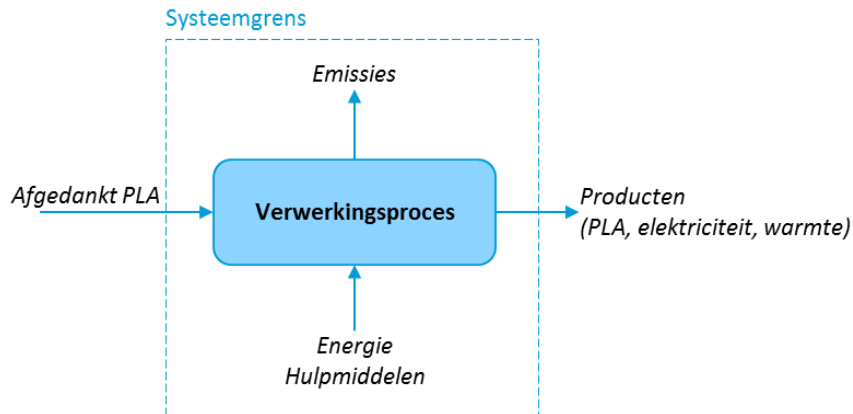 Systeemgrens
Emissies
Afgedankt PLA
Verwerkingsproces
Producten
(PLA, elektriciteit, warmte)
Energie
Hulpmiddelen